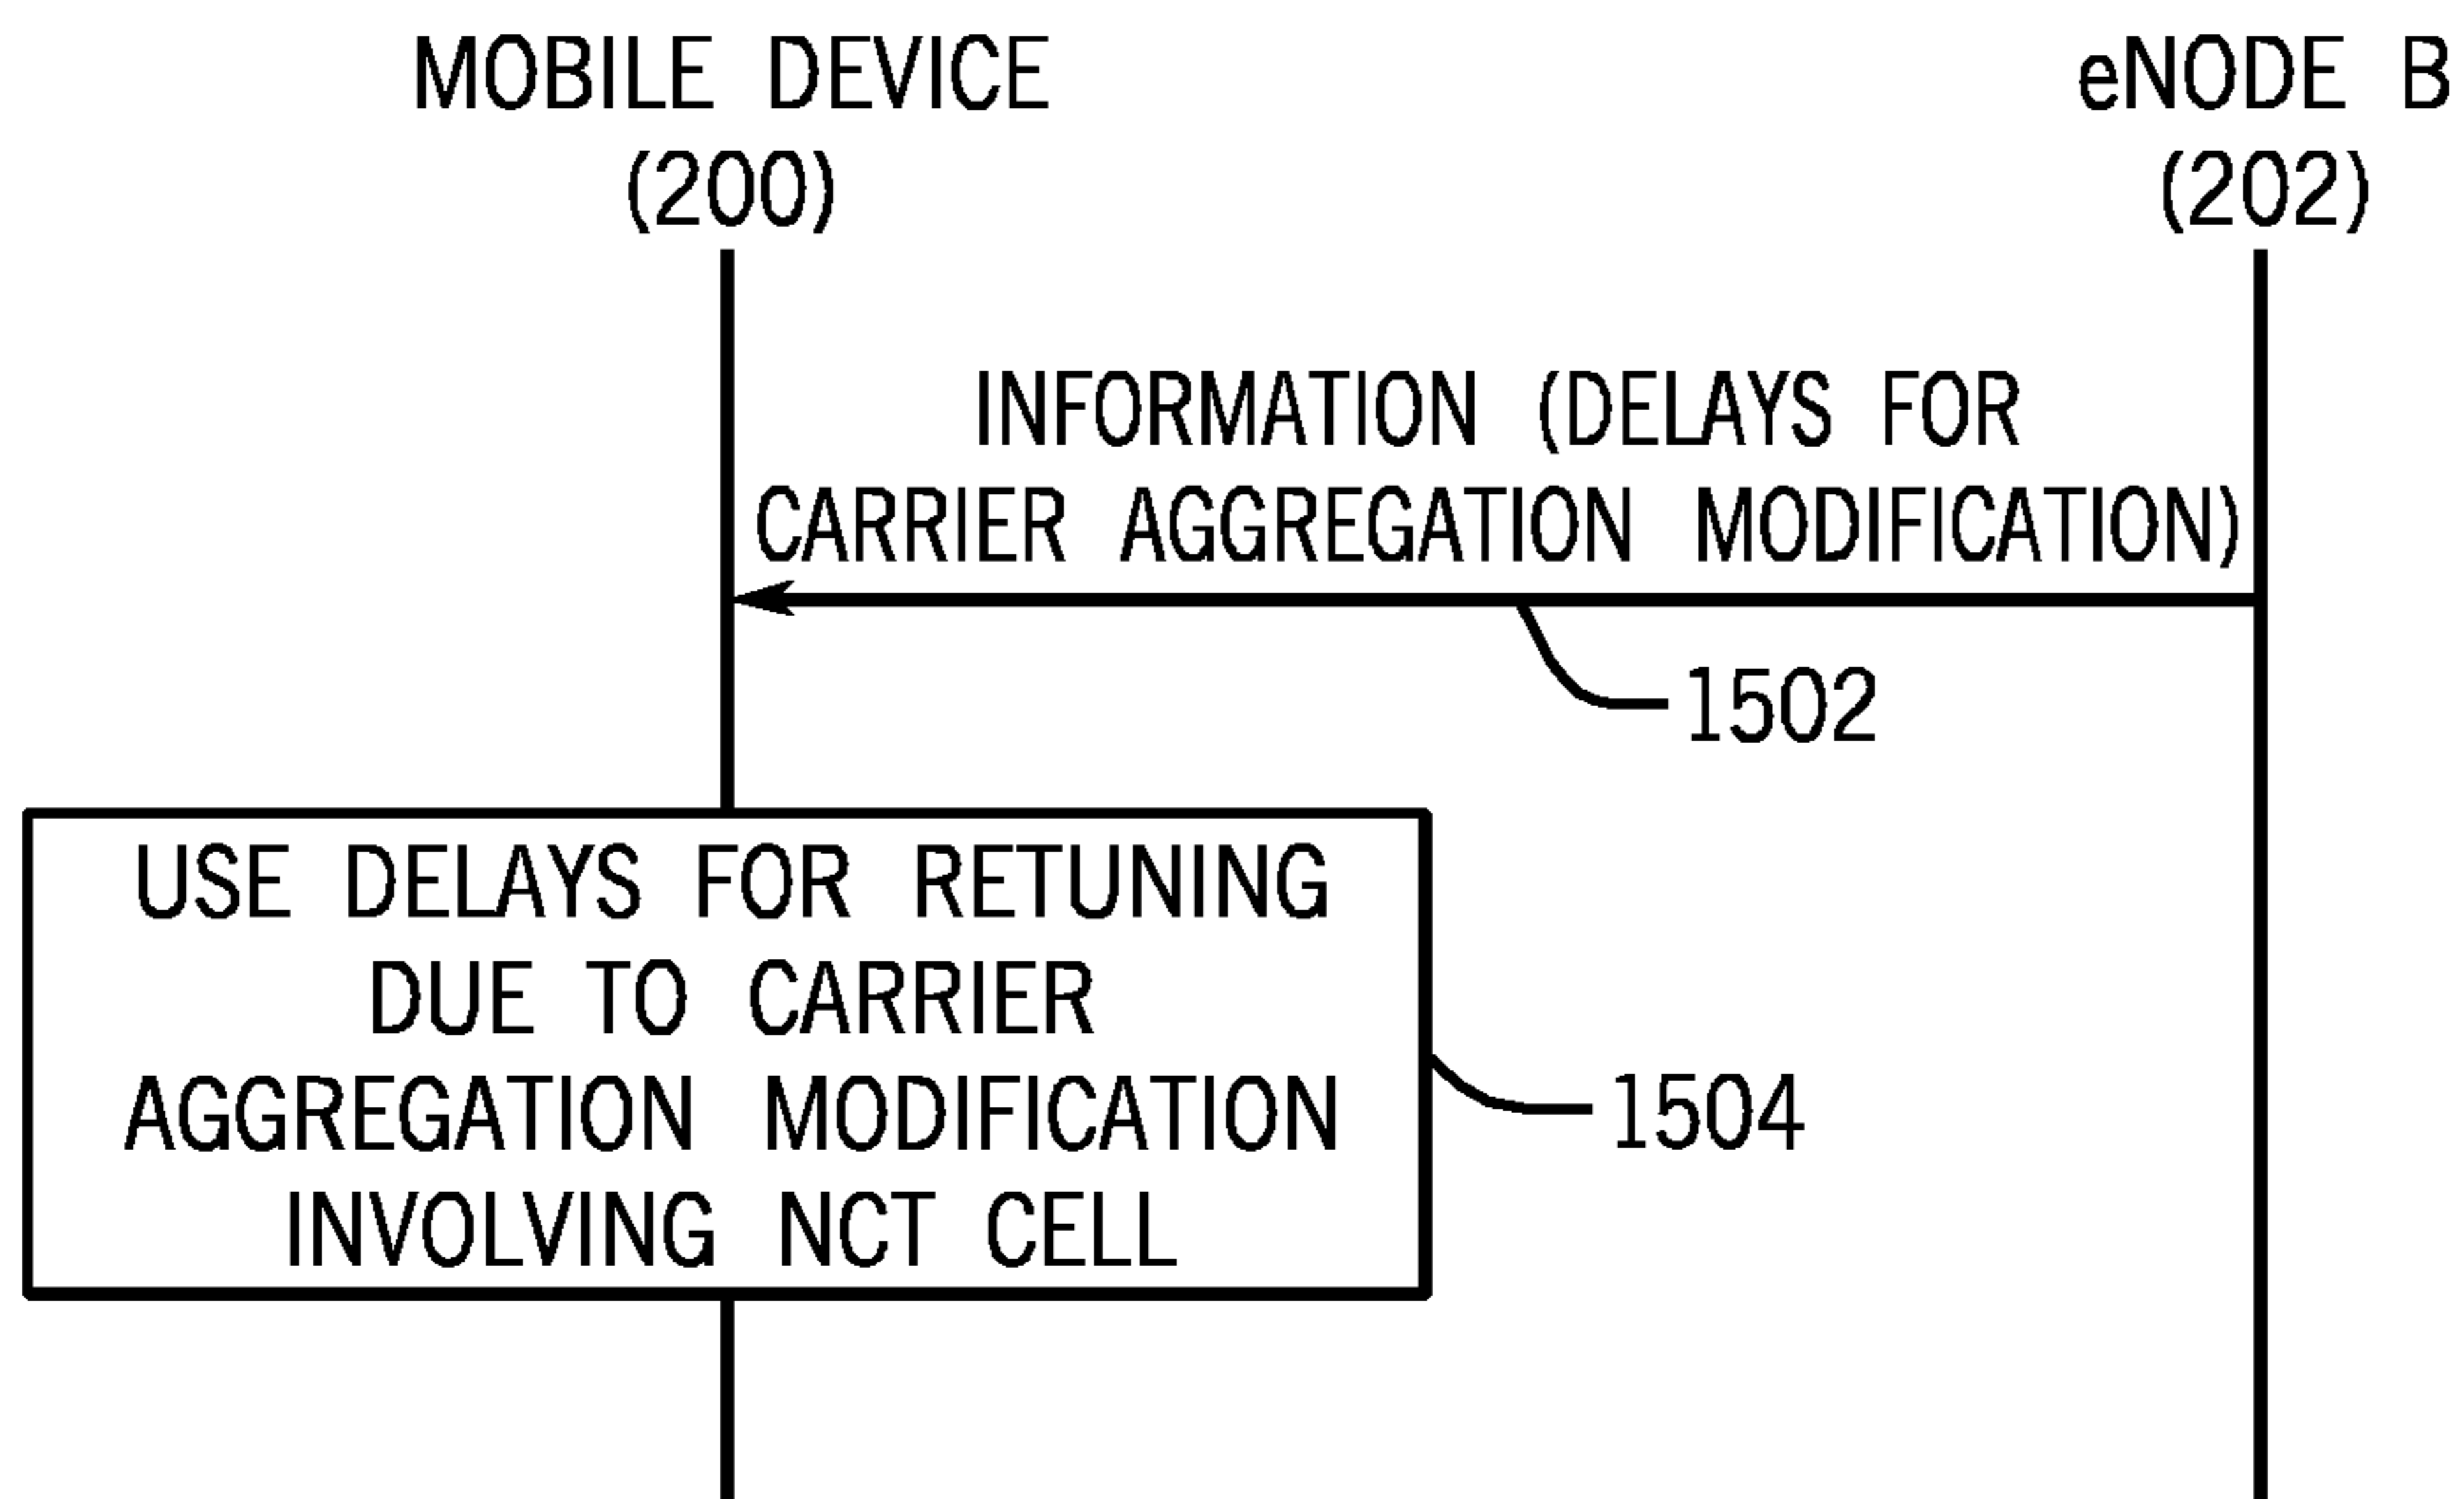 MOBILE DEVICE
(200)
eNODE B
(202)
INFORMATION (DELAYS FOR
CARRIER AGGREGATION MODIFICATION)
1502
USE DELAYS FOR RETUNING
DUE TO CARRIER
AGGREGATION MODIFICATION
INVOLVING NCT CELL
1504